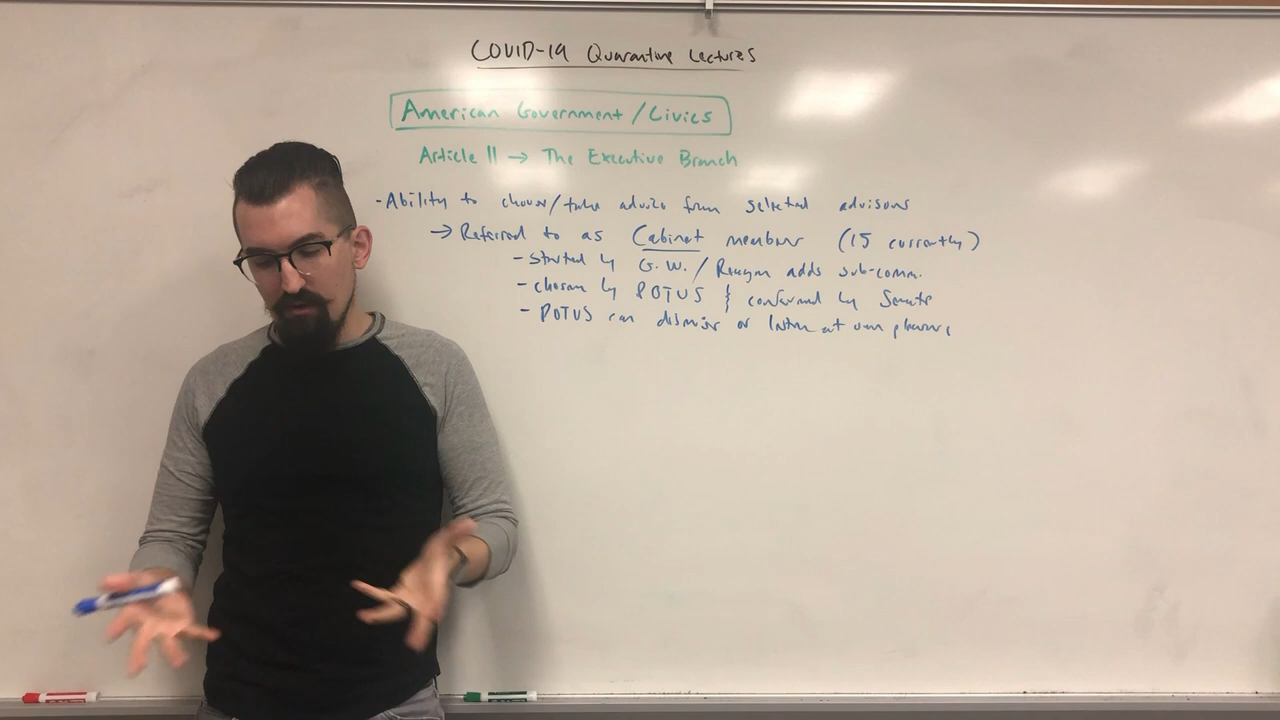 COVID-19 Quarantine Lectures
American Government/Civics
Article II → The Executive Branch
- Ability to choose/take advice from selected advisors
→ Referred to as Cabinet members (15 currently)
- started by G.W. / Reagan adds sub-comm.
- chosen by POTUS & confirmed by Senate
- POTUS can dismiss or listen at own pleasure